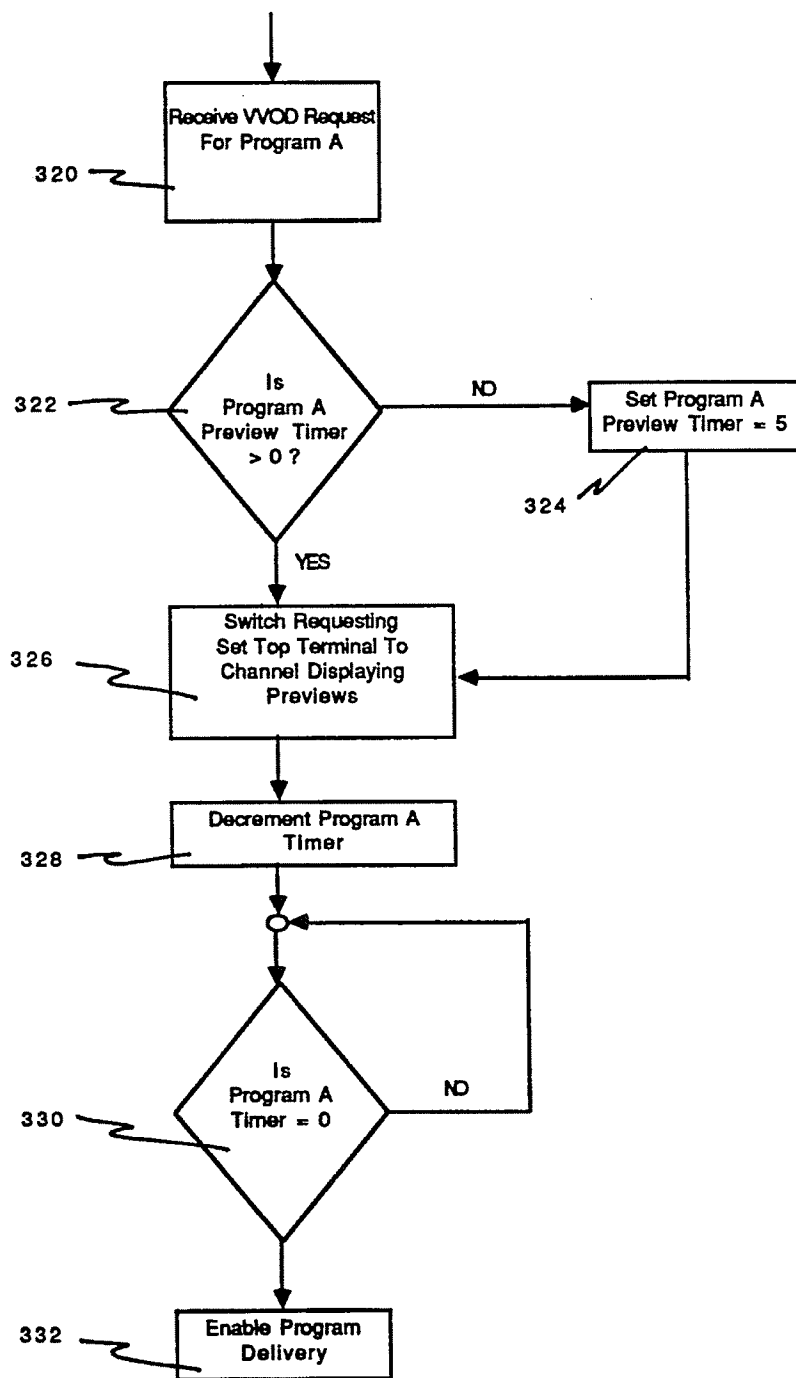 Receive VVOD Request
For Program A
320
Is
Program A
Preview Timer
> 0 ?
322
NO
Set Program A
Preview Timer = 5
324
YES
Switch Requesting
Set Top Terminal To
Channel Displaying
Previews
326
Decrement Program A
Timer
328
Is
Program A
Timer = 0
NO
330
Enable Program
Delivery
332